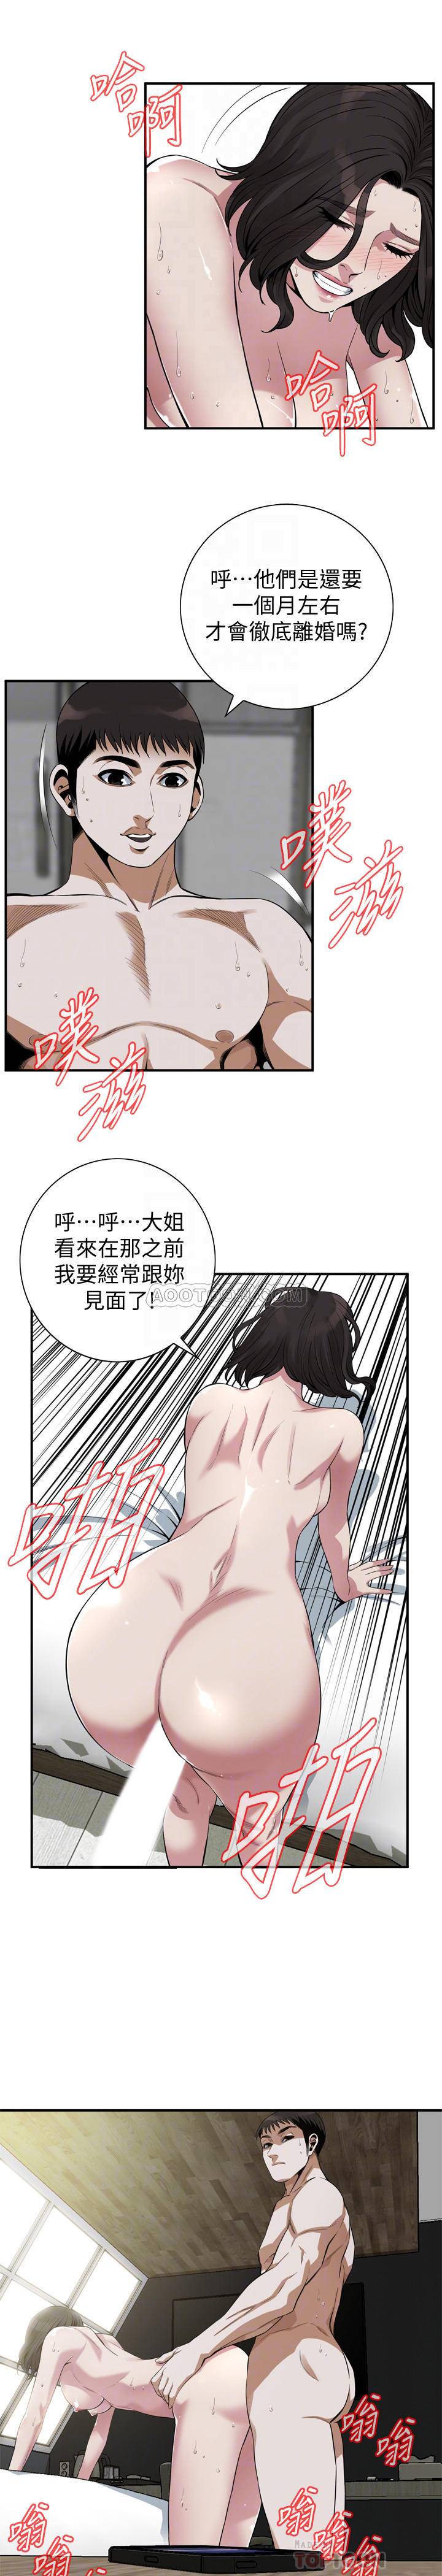 哈啊
哈啊
呼⋯他們是還要
一個月左右
才會徹底離婚嗎?
噗滋
噗滋
呼⋯呼⋯大姐
看來在那之前
我要經常跟妳
見面了!
啪
啪
嗡嗡
嗡嗡
TOPTOON